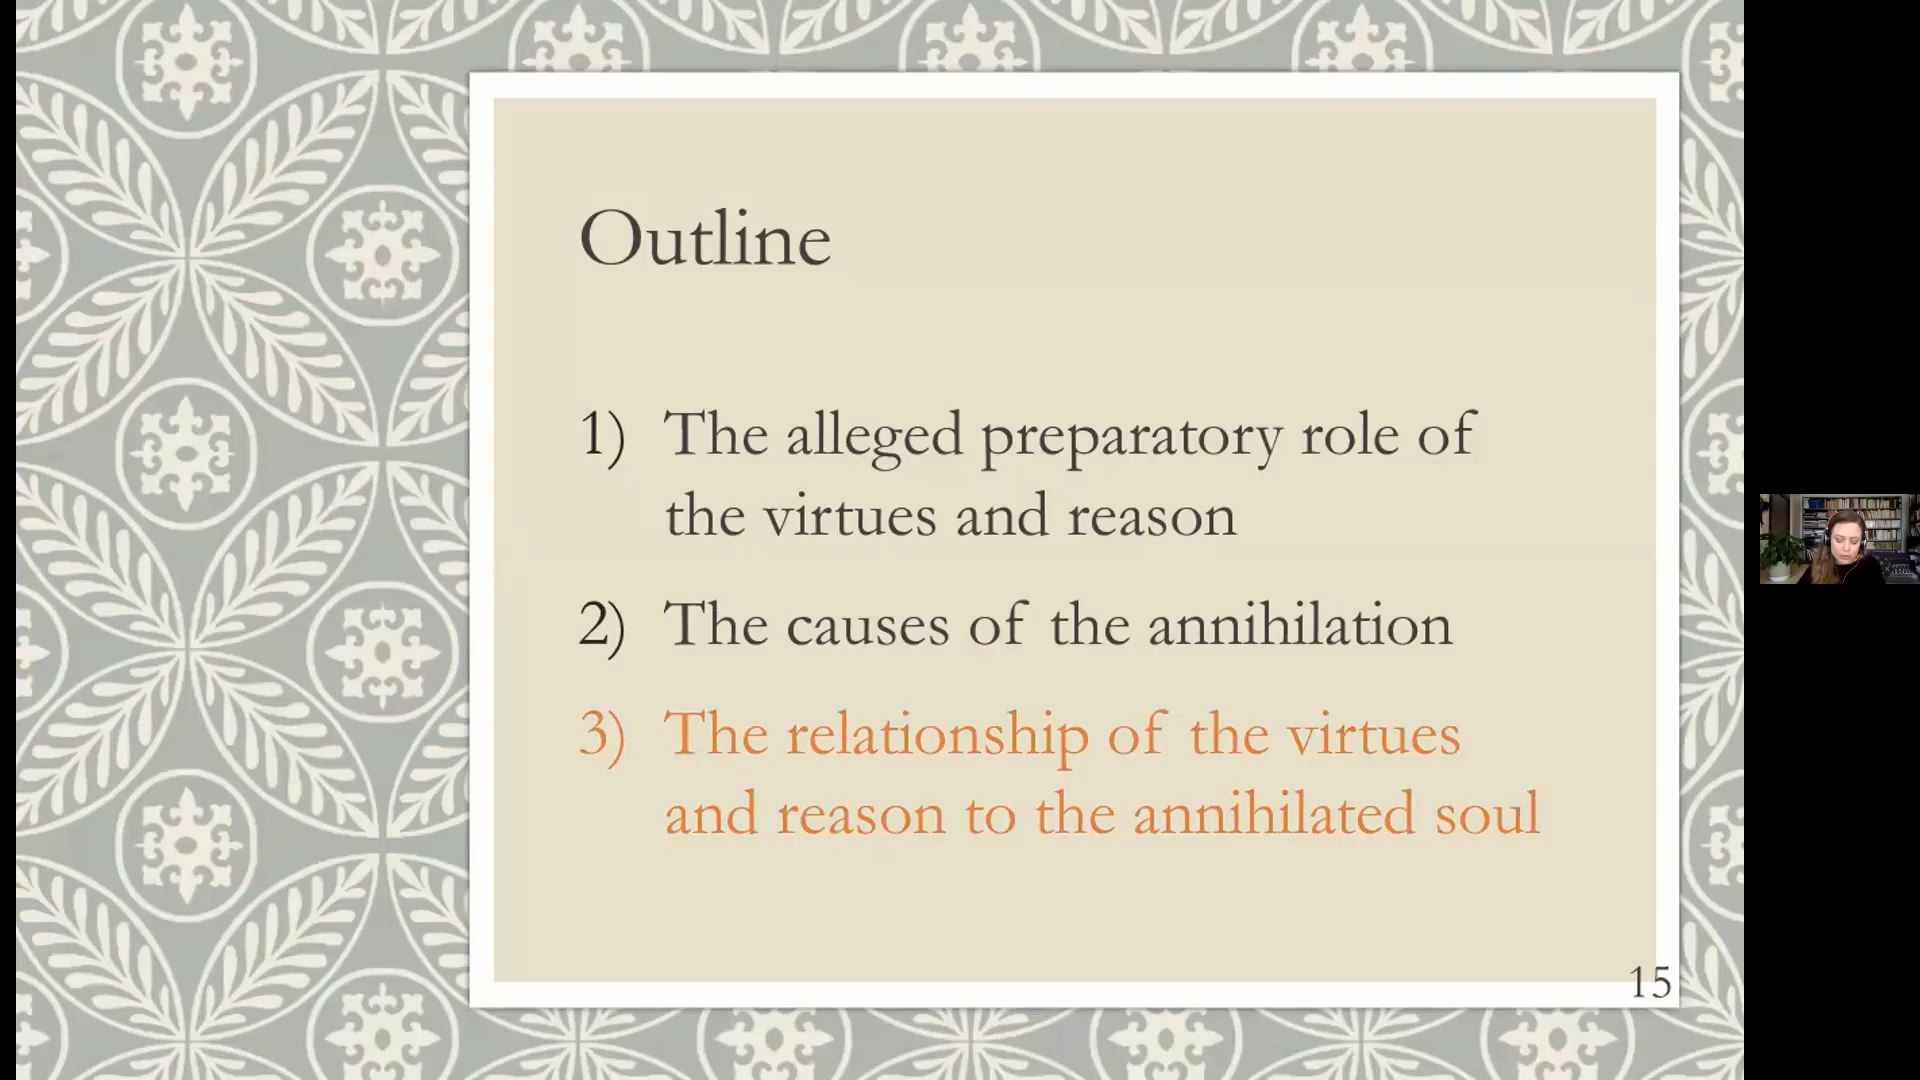 Outline
1) The alleged preparatory role of
the virtues and reason
2) The causes of the annihilation
3) The relationship of the virtues
and reason to the annihilated soul
15